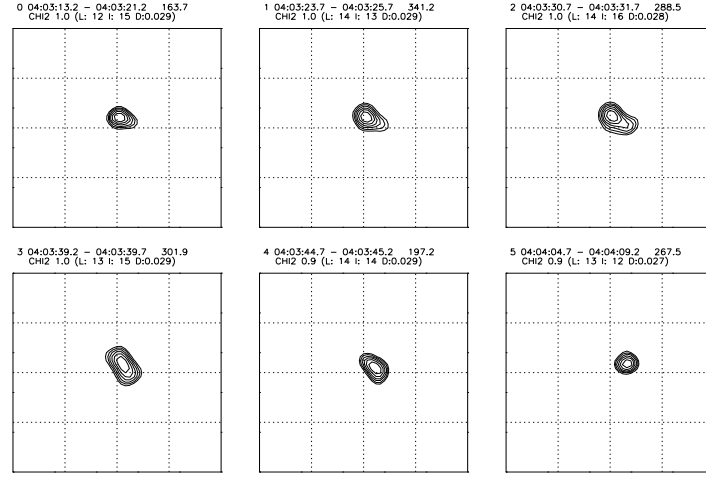 0 04:03:13.2 - 04:03:21.2 163.7
CHI2 1.0 (L: 12 I: 15 D:0.029)
1 04:03:23.7 - 04:03:25.7 341.2
CHI2 1.0 (L: 14 I: 13 D:0.029)
2 04:03:30.7 - 04:03:31.7 288.5
CHI2 1.0 (L: 14 I: 16 D:0.028)
3 04:03:39.2 - 04:03:39.7 301.9
CHI2 1.0 (L: 13 I: 15 D:0.029)
4 04:03:44.7 - 04:03:45.2 197.2
CHI2 0.9 (L: 14 I: 14 D:0.029)
5 04:04:04.7 - 04:04:09.2 267.5
CHI2 0.9 (L: 13 I: 12 D:0.027)